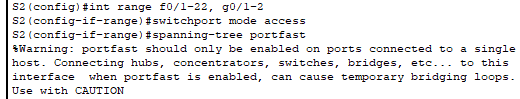 S2(config)#int range f0/1-22, g0/1-2
S2(config-if-range)#switchport mode access
S2(config-if-range)#spanning-tree portfast
%Warning: portfast should only be enabled on ports connected to a single
host. Connecting hubs, concentrators, switches, bridges, etc... to this
interface  when portfast is enabled, can cause temporary bridging loops.
Use with CAUTION